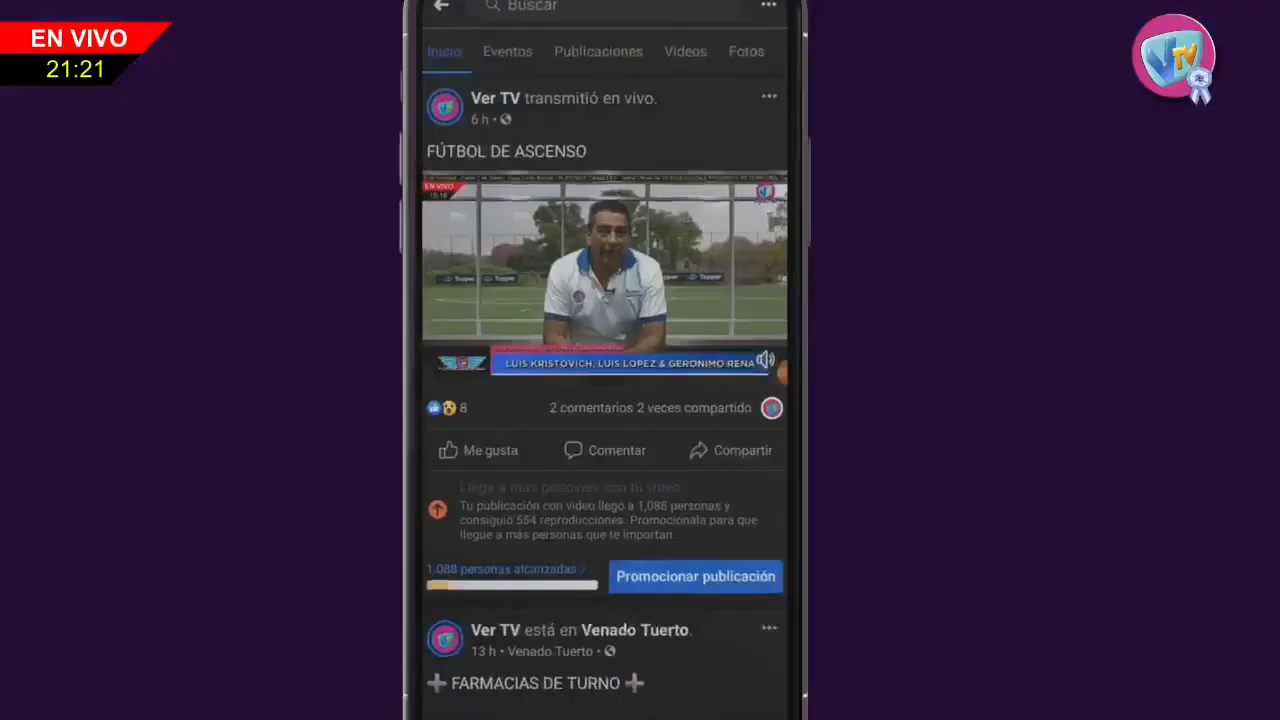 EN VIVO
21:21
VTV
Buscar
Inicio
Eventos
Publicaciones
Videos
Fotos
Ver TV transmitió en vivo.
6 h
FÚTBOL DE ASCENSO
EN VIVO
Topper
Topper
Topper
LUIS KRISTOVICH, LUIS LOPEZ & GERONIMO RENA
8
2 comentarios 2 veces compartido
Me gusta
Comentar
Compartir
Llega a más personas con tu video
Tu publicación con video llegó a 1,088 personas y
consiguió 554 reproducciones. Promociónala para que
llegue a más personas que te importan.
1.088 personas alcanzadas
Promocionar publicación
Ver TV está en Venado Tuerto.
13 h • Venado Tuerto •
FARMACIAS DE TURNO